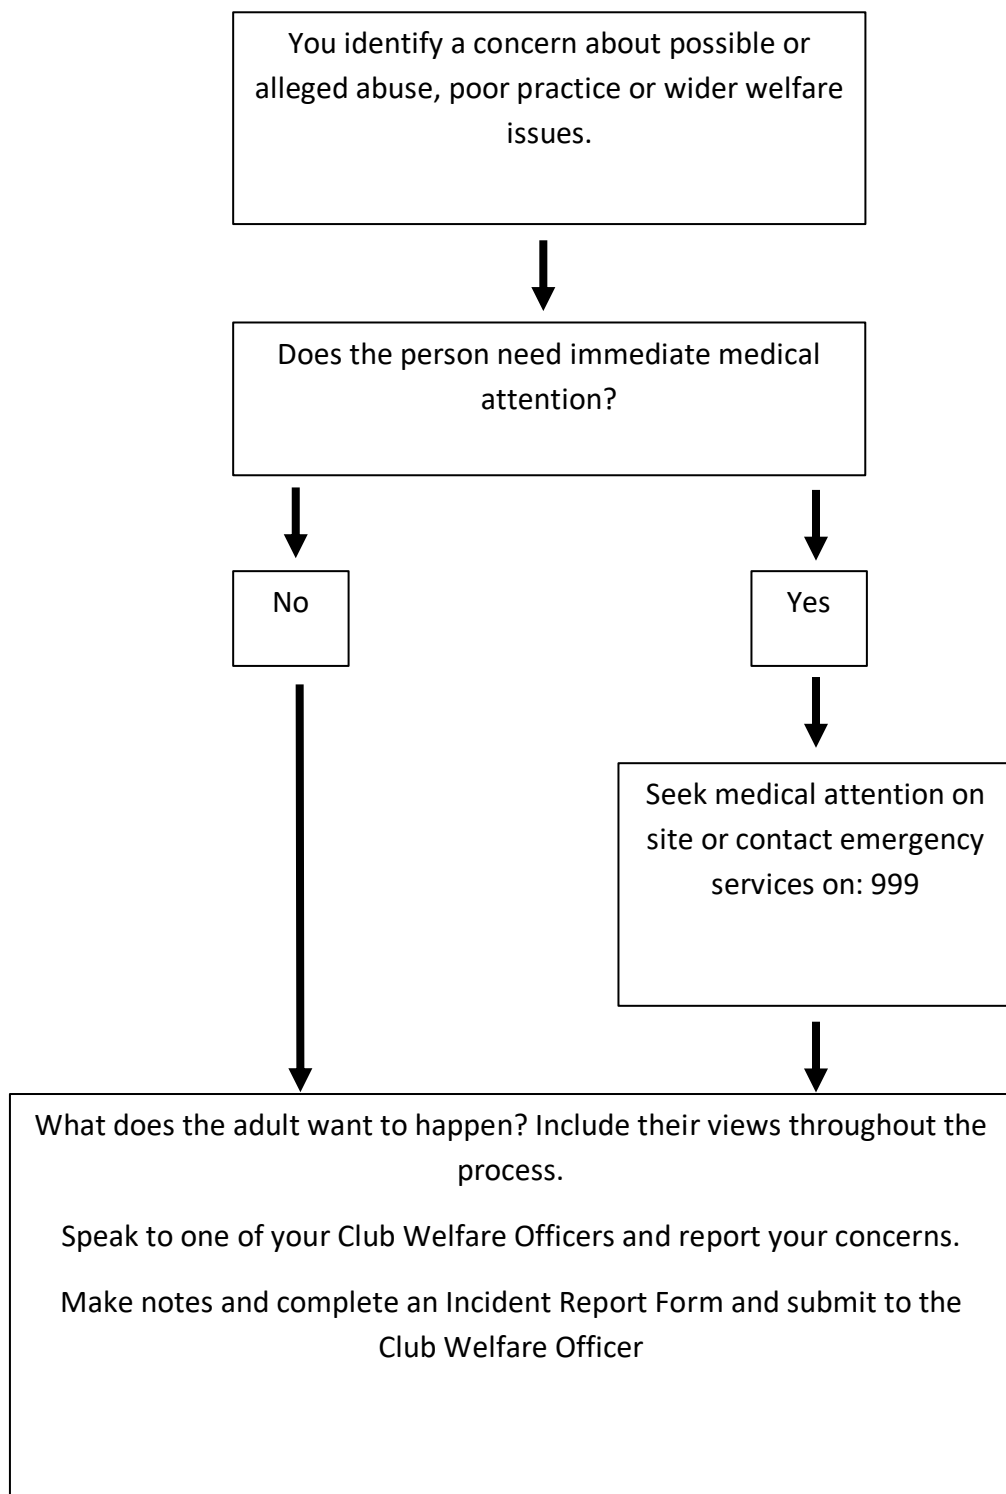 You identify a concern about possible or
alleged abuse, poor practice or wider welfare
issues.
Does the person need immediate medical
attention?
No
Yes
Seek medical attention on
site or contact emergency
services on: 999
What does the adult want to happen? Include their views throughout the
process.
Speak to one of your Club Welfare Officers and report your concerns.
Make notes and complete an Incident Report Form and submit to the
Club Welfare Officer